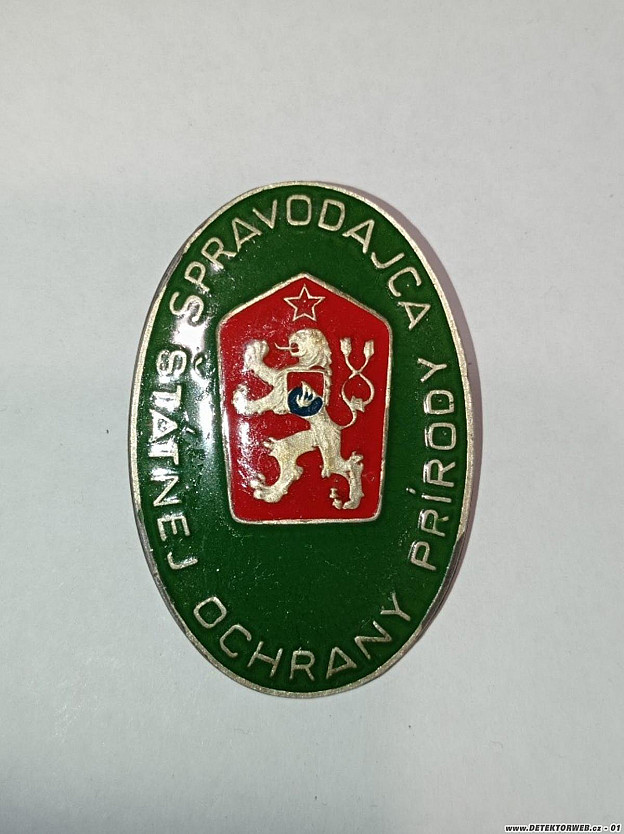 SPRAVODAJCA
ŠTÁTNEJ OCHRANY PRÍRODY
www.DETEKTORWEB.cz - 01